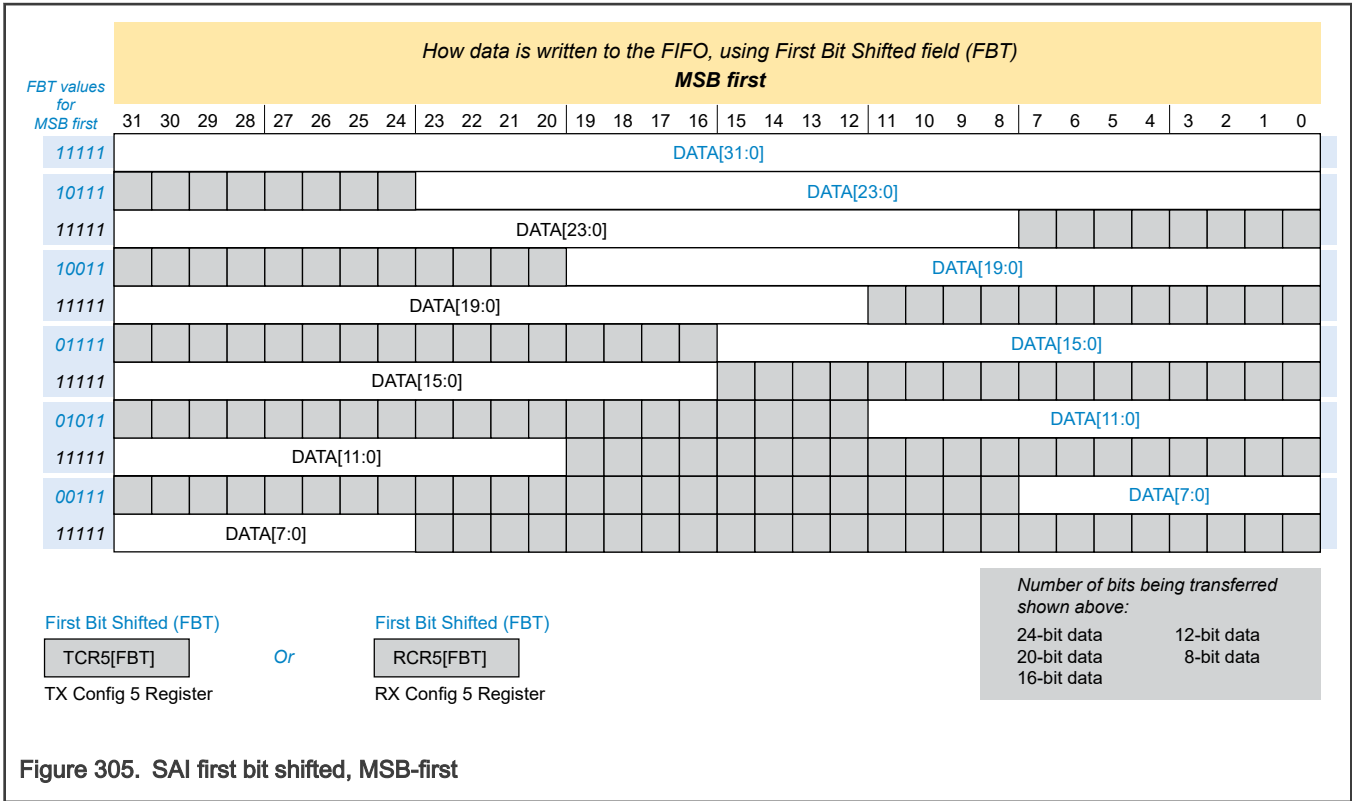 How data is written to the FIFO, using First Bit Shifted field (FBT)
MSB first
FBT values
for
MSB first
31 30 29 28 27 26 25 24 23 22 21 20 19 18 17 16 15 14 13 12 11 10 9 8 7 6 5 4 3 2 1 0
11111 DATA[31:0]
10111 DATA[23:0]
11111 DATA[23:0]
10011 DATA[19:0]
11111 DATA[19:0]
01111 DATA[15:0]
11111 DATA[15:0]
01011 DATA[11:0]
11111 DATA[11:0]
00111 DATA[7:0]
11111 DATA[7:0]
First Bit Shifted (FBT)
TCR5[FBT]
TX Config 5 Register
Or
First Bit Shifted (FBT)
RCR5[FBT]
RX Config 5 Register
Number of bits being transferred
shown above:
24-bit data 12-bit data
20-bit data 8-bit data
16-bit data
Figure 305. SAI first bit shifted, MSB-first